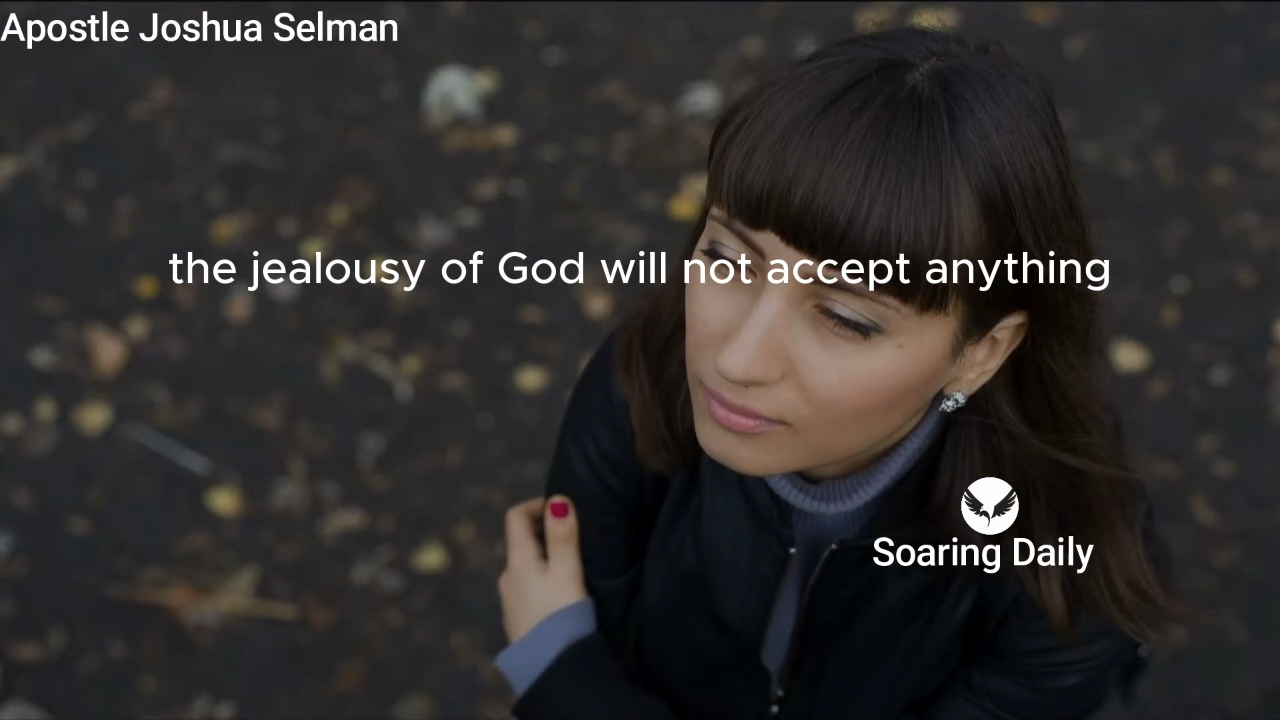 Apostle Joshua Selman
the jealousy of God will not accept anything
Soaring Daily